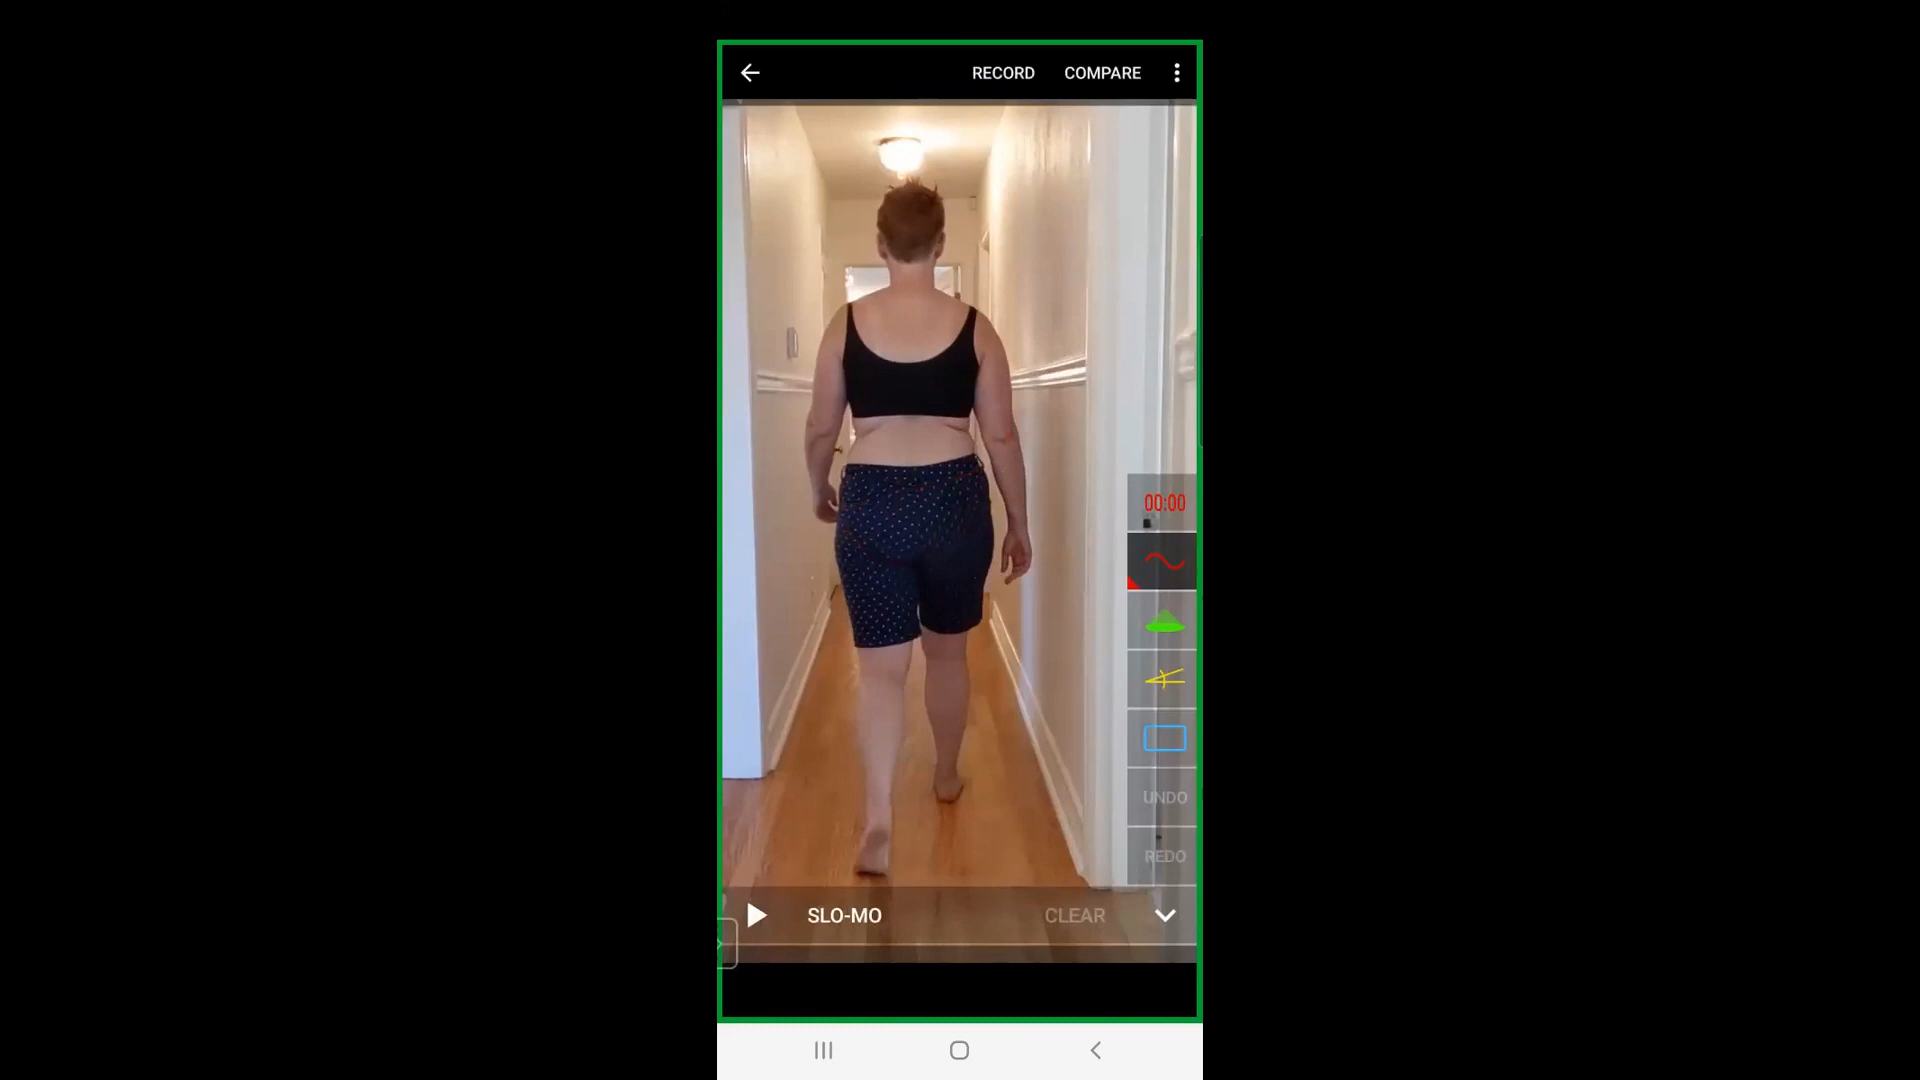 RECORD COMPARE
00:00
UNDO
REDO
SLO-MO CLEAR